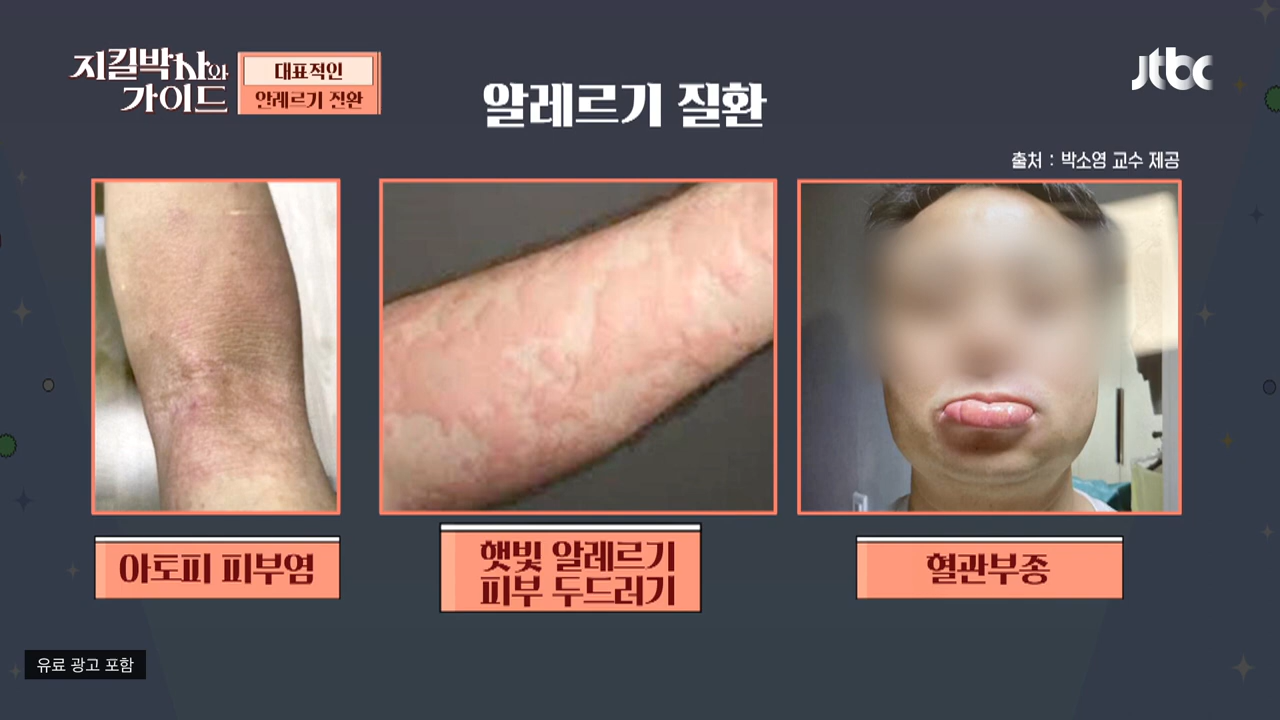 지킬박사와
가이드
대표적인
알레르기 질환
jtbc
알레르기 질환
출처 : 박소영 교수 제공
아토피 피부염
햇빛 알레르기
피부 두드러기
혈관부종
유료 광고 포함